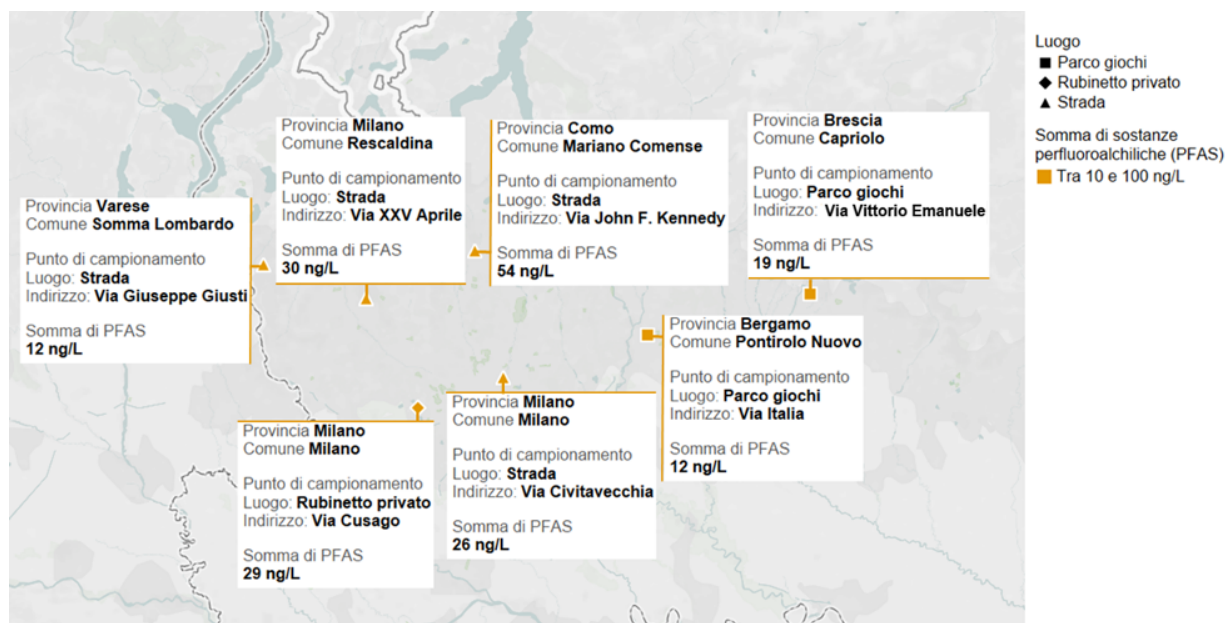 Luogo
Parco giochi
Rubinetto privato
Strada
Somma di sostanze
perfluoroalchiliche (PFAS)
Tra 10 e 100 ng/L
Provincia Varese
Comune Somma Lombardo
Punto di campionamento
Luogo: Strada
Indirizzo: Via Giuseppe Giusti
Somma di PFAS
12 ng/L
Provincia Milano
Comune Rescaldina
Punto di campionamento
Luogo: Strada
Indirizzo: Via XXV Aprile
Somma di PFAS
30 ng/L
Provincia Como
Comune Mariano Comense
Punto di campionamento
Luogo: Strada
Indirizzo: Via John F. Kennedy
Somma di PFAS
54 ng/L
Provincia Brescia
Comune Capriolo
Punto di campionamento
Luogo: Parco giochi
Indirizzo: Via Vittorio Emanuele
Somma di PFAS
19 ng/L
Provincia Milano
Comune Milano
Punto di campionamento
Luogo: Rubinetto privato
Indirizzo: Via Cusago
Somma di PFAS
29 ng/L
Provincia Milano
Comune Milano
Punto di campionamento
Luogo: Strada
Indirizzo: Via Civitavecchia
Somma di PFAS
26 ng/L
Provincia Bergamo
Comune Pontirolo Nuovo
Punto di campionamento
Luogo: Parco giochi
Indirizzo: Via Italia
Somma di PFAS
12 ng/L